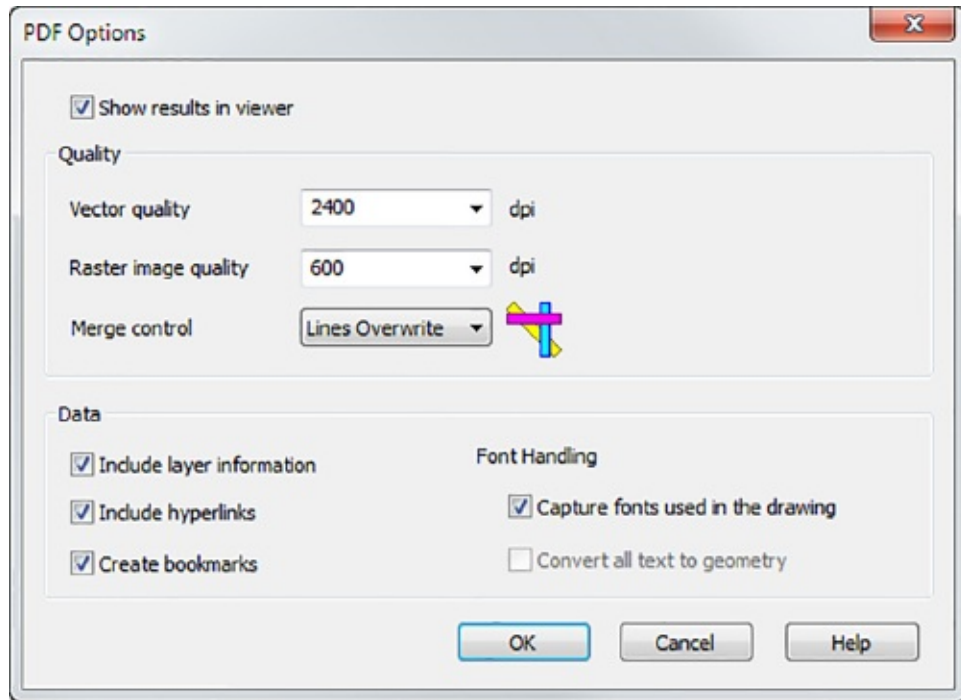 PDF Options
Show results in viewer
Quality
Vector quality 2400 dpi
Raster image quality 600 dpi
Merge control Lines Overwrite
Data
Include layer information
Include hyperlinks
Create bookmarks
Font Handling
Capture fonts used in the drawing
Convert all text to geometry
OK Cancel Help